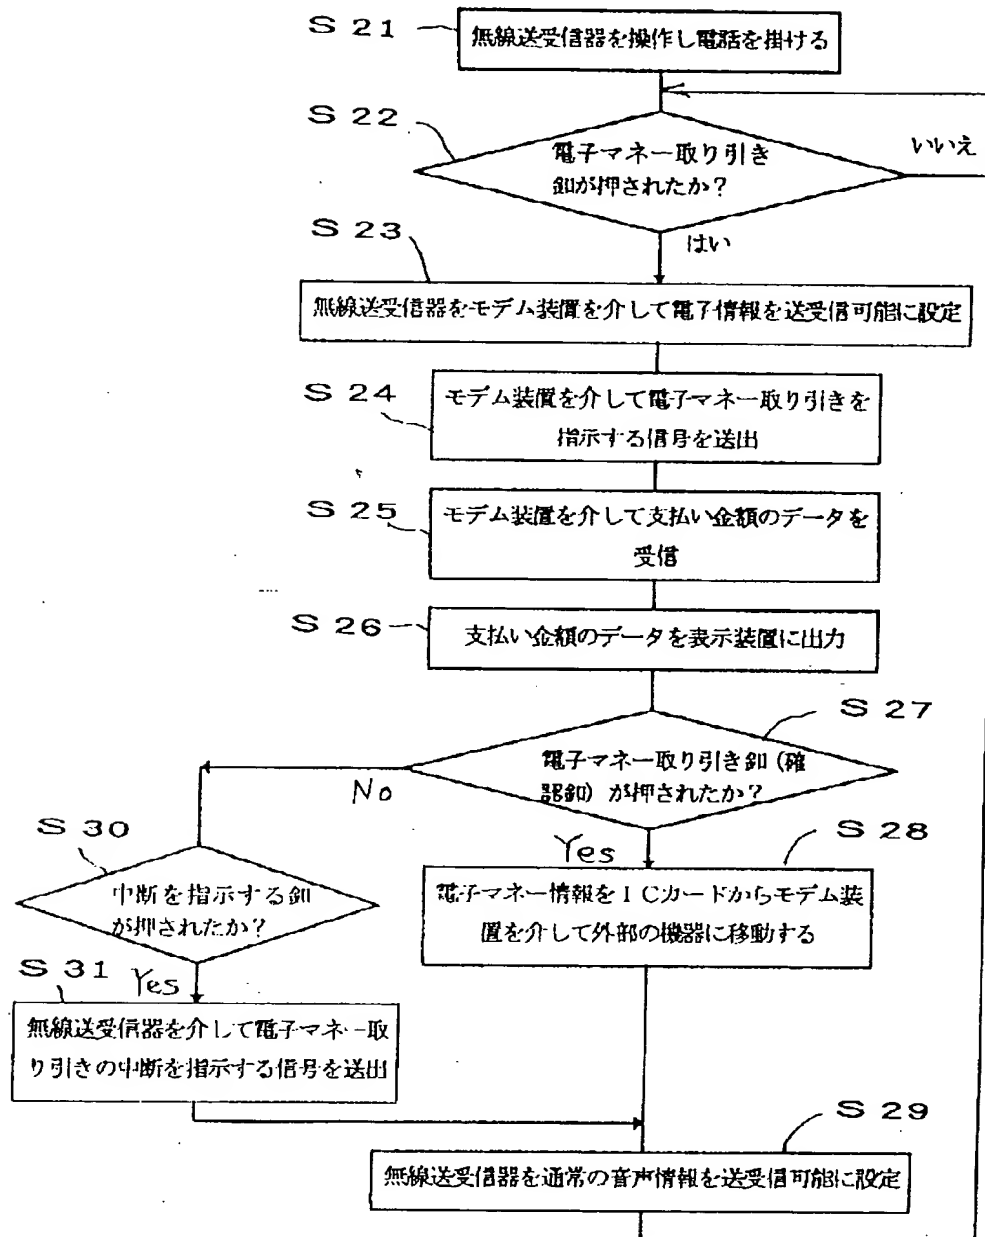 S 21
無線送受信器を操作し電話を掛ける
S 22
電子マネー取り引き
釦が押されたか?
いいえ
はい
S 23
無線送受信器をモデム装置を介して電子情報を送受信可能に設定
S 24
モデム装置を介して電子マネー取り引きを
指示する信号を送出
S 25
モデム装置を介して支払い金額のデータを
受信
S 26
支払い金額のデータを表示装置に出力
S 27
電子マネー取り引き釦(確
認釦)が押されたか?
No
Yes
S 28
電子マネー情報をICカードからモデム装
置を介して外部の機器に移動する
S 30
中断を指示する釦
が押されたか?
Yes
S 31
無線送受信器を介して電子マネー取
り引きの中断を指示する信号を送出
S 29
無線送受信器を通常の音声情報を送受信可能に設定